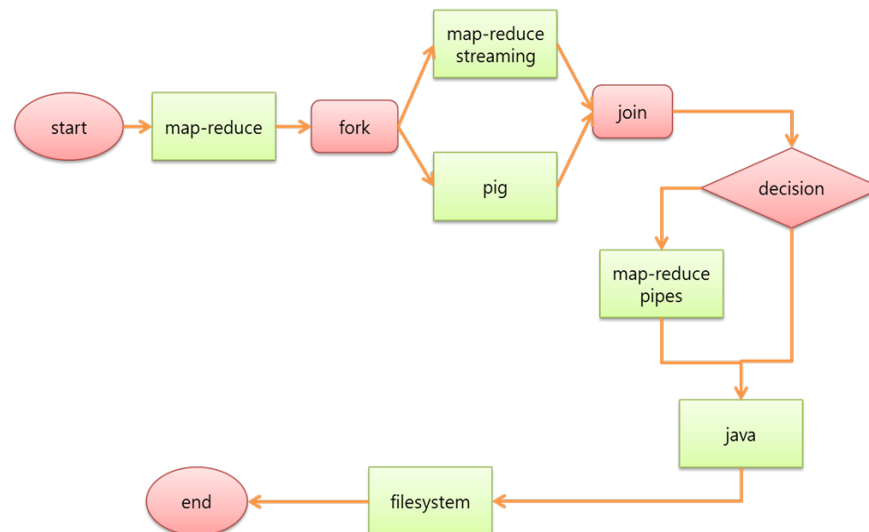 start
map-reduce
fork
map-reduce
streaming
pig
join
decision
map-reduce
pipes
java
filesystem
end